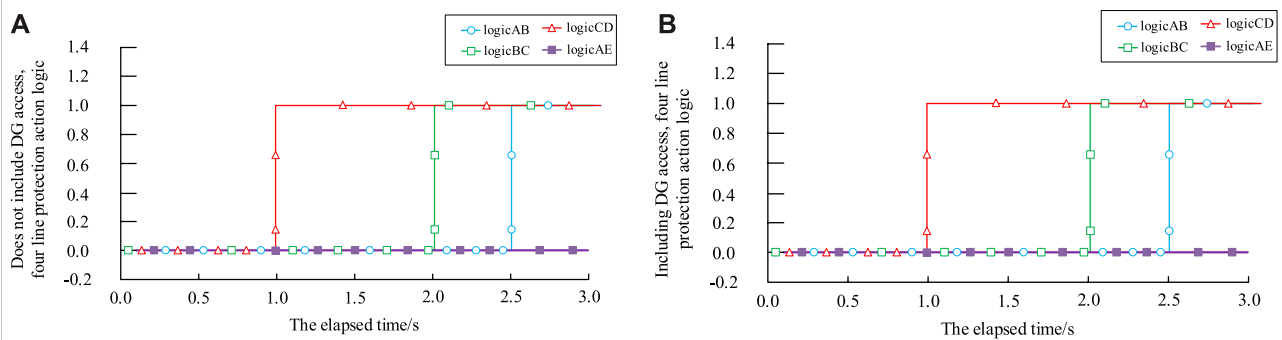 A
logicAB
logicCD
logicBC
logicAE
Does not include DG access,
four line protection action logic
1.4
1.2
1.0
0.8
0.6
0.4
0.2
0.0
-0.2
0.0 0.5 1.0 1.5 2.0 2.5 3.0
The elapsed time/s
B
logicAB
logicCD
logicBC
logicAE
Including DG access, four line
protection action logic
1.4
1.2
1.0
0.8
0.6
0.4
0.2
0.0
-0.2
0.0 0.5 1.0 1.5 2.0 2.5 3.0
The elapsed time/s